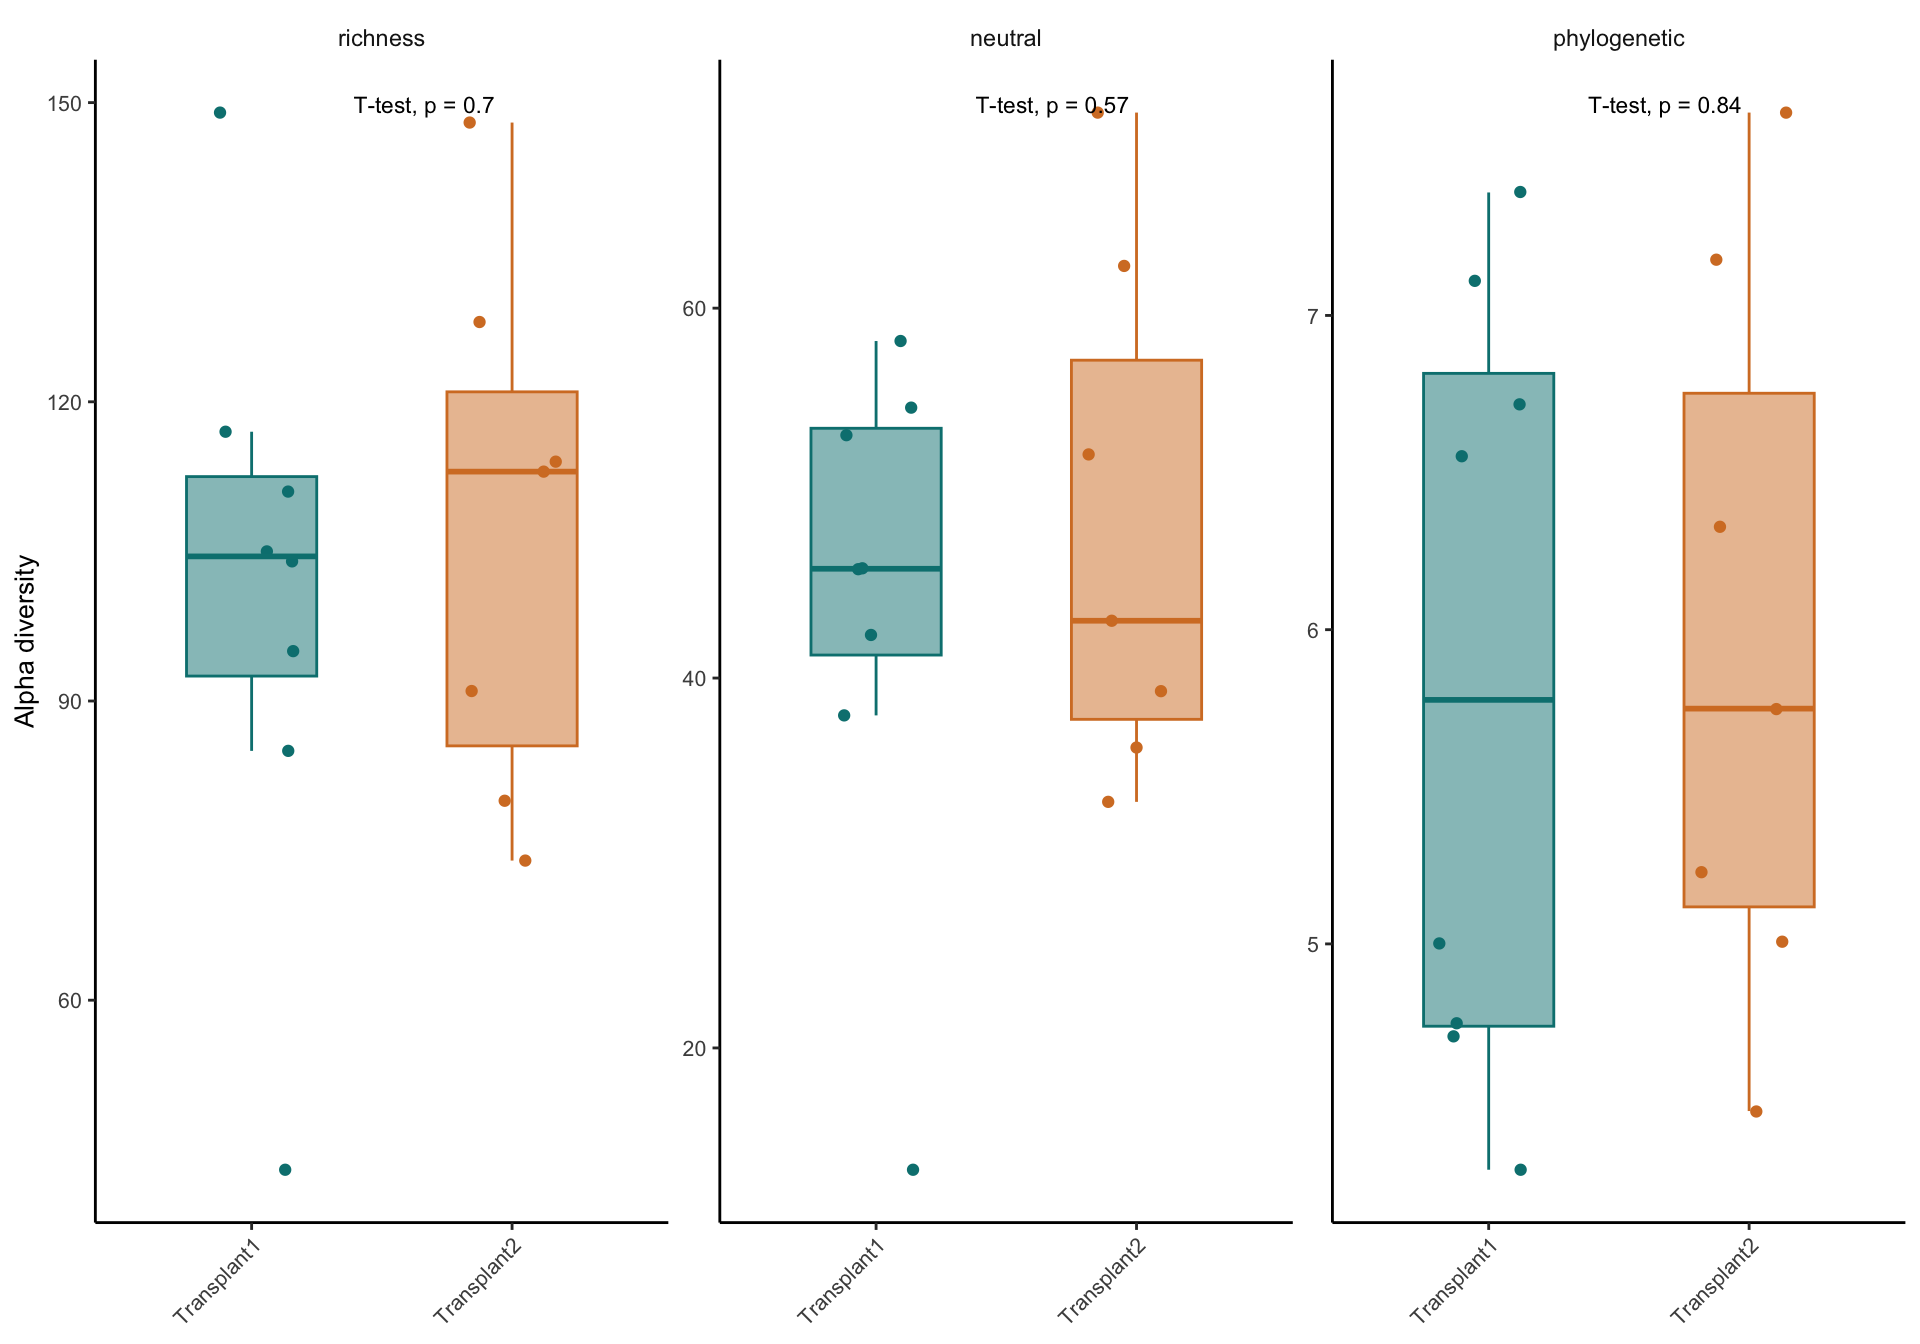 richness
neutral
phylogenetic
T-test, p = 0.7
T-test, p = 0.57
T-test, p = 0.84
Alpha diversity
150
120
90
60
60
40
20
7
6
5
Transplant1
Transplant2
Transplant1
Transplant2
Transplant1
Transplant2